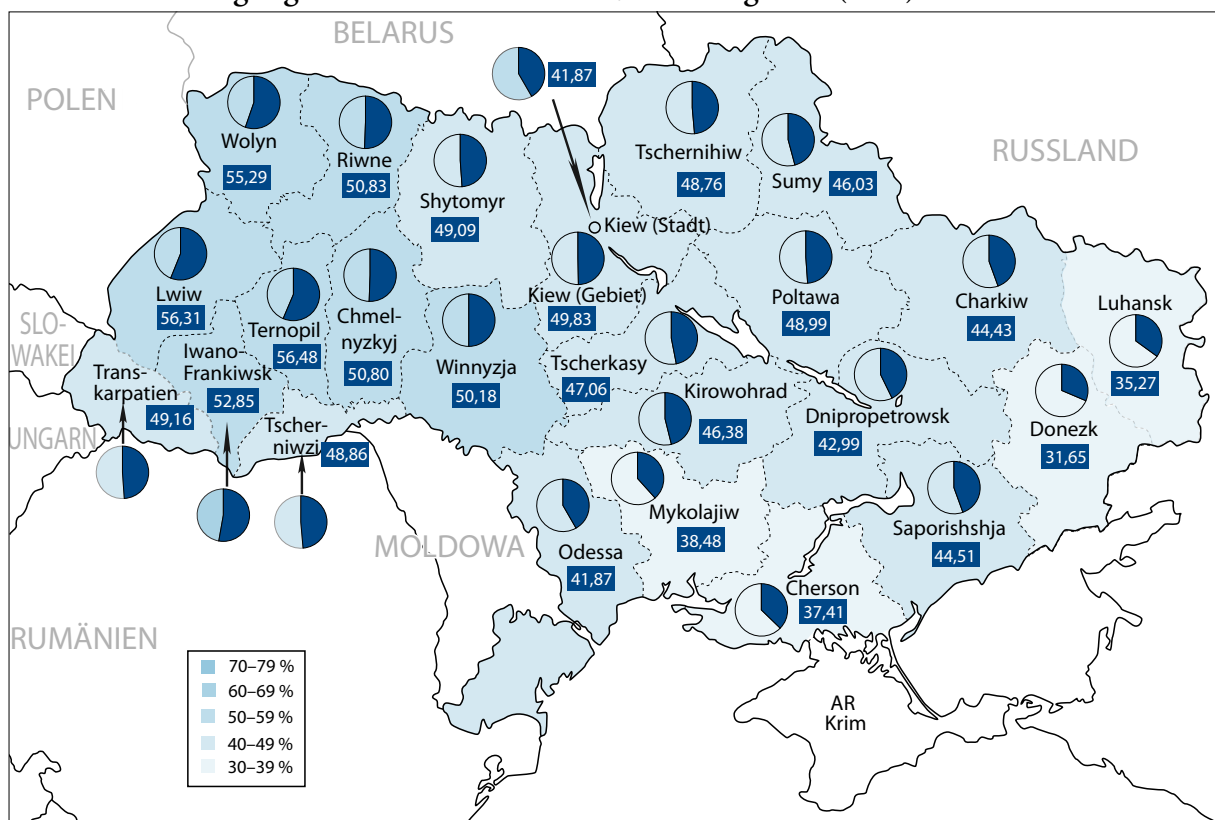 BELARUS
POLEN
RUSSLAND
SLO-
WAKEI
UNGARN
MOLDOWA
RUMÄNIEN
41,87
Kiew (Stadt)
Wolyn
55,29
Riwne
50,83
Shytomyr
49,09
Tschernihiw
48,76
Sumy
46,03
Lwiw
56,31
Ternopil
56,48
Chmel-
nyzkyj
50,80
Winnyzja
50,18
Kiew (Gebiet)
49,83
Poltawa
48,99
Charkiw
44,43
Luhansk
35,27
Trans-
karpatien
49,16
Iwano-
Frankiwsk
52,85
Tscher-
niwzi
48,86
Tscherkasy
47,06
Kirowohrad
46,38
Dnipropetrowsk
42,99
Donezk
31,65
Odessa
41,87
Mykolajiw
38,48
Cherson
37,41
Saporishshja
44,51
AR
Krim
70–79 %
60–69 %
50–59 %
40–49 %
30–39 %